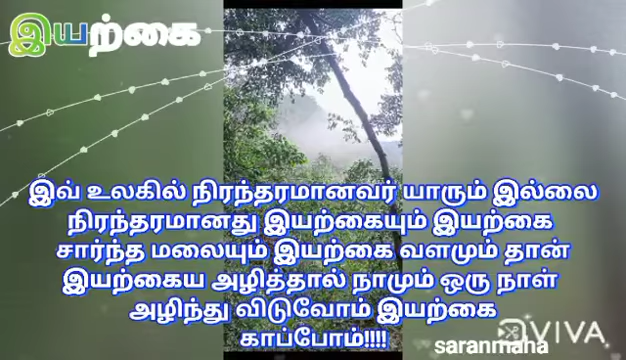 இயற்கை
இவ் உலகில் நிரந்தரமானவர் யாரும் இல்லை
நிரந்தரமானது இயற்கையும் இயற்கை
சார்ந்த மலையும் இயற்கை வளமும் தான்
இயற்கைய அழித்தால் நாமும் ஒரு நாள்
அழிந்து விடுவோம் இயற்கை
காப்போம்!!!!
VIVA
saranmaha